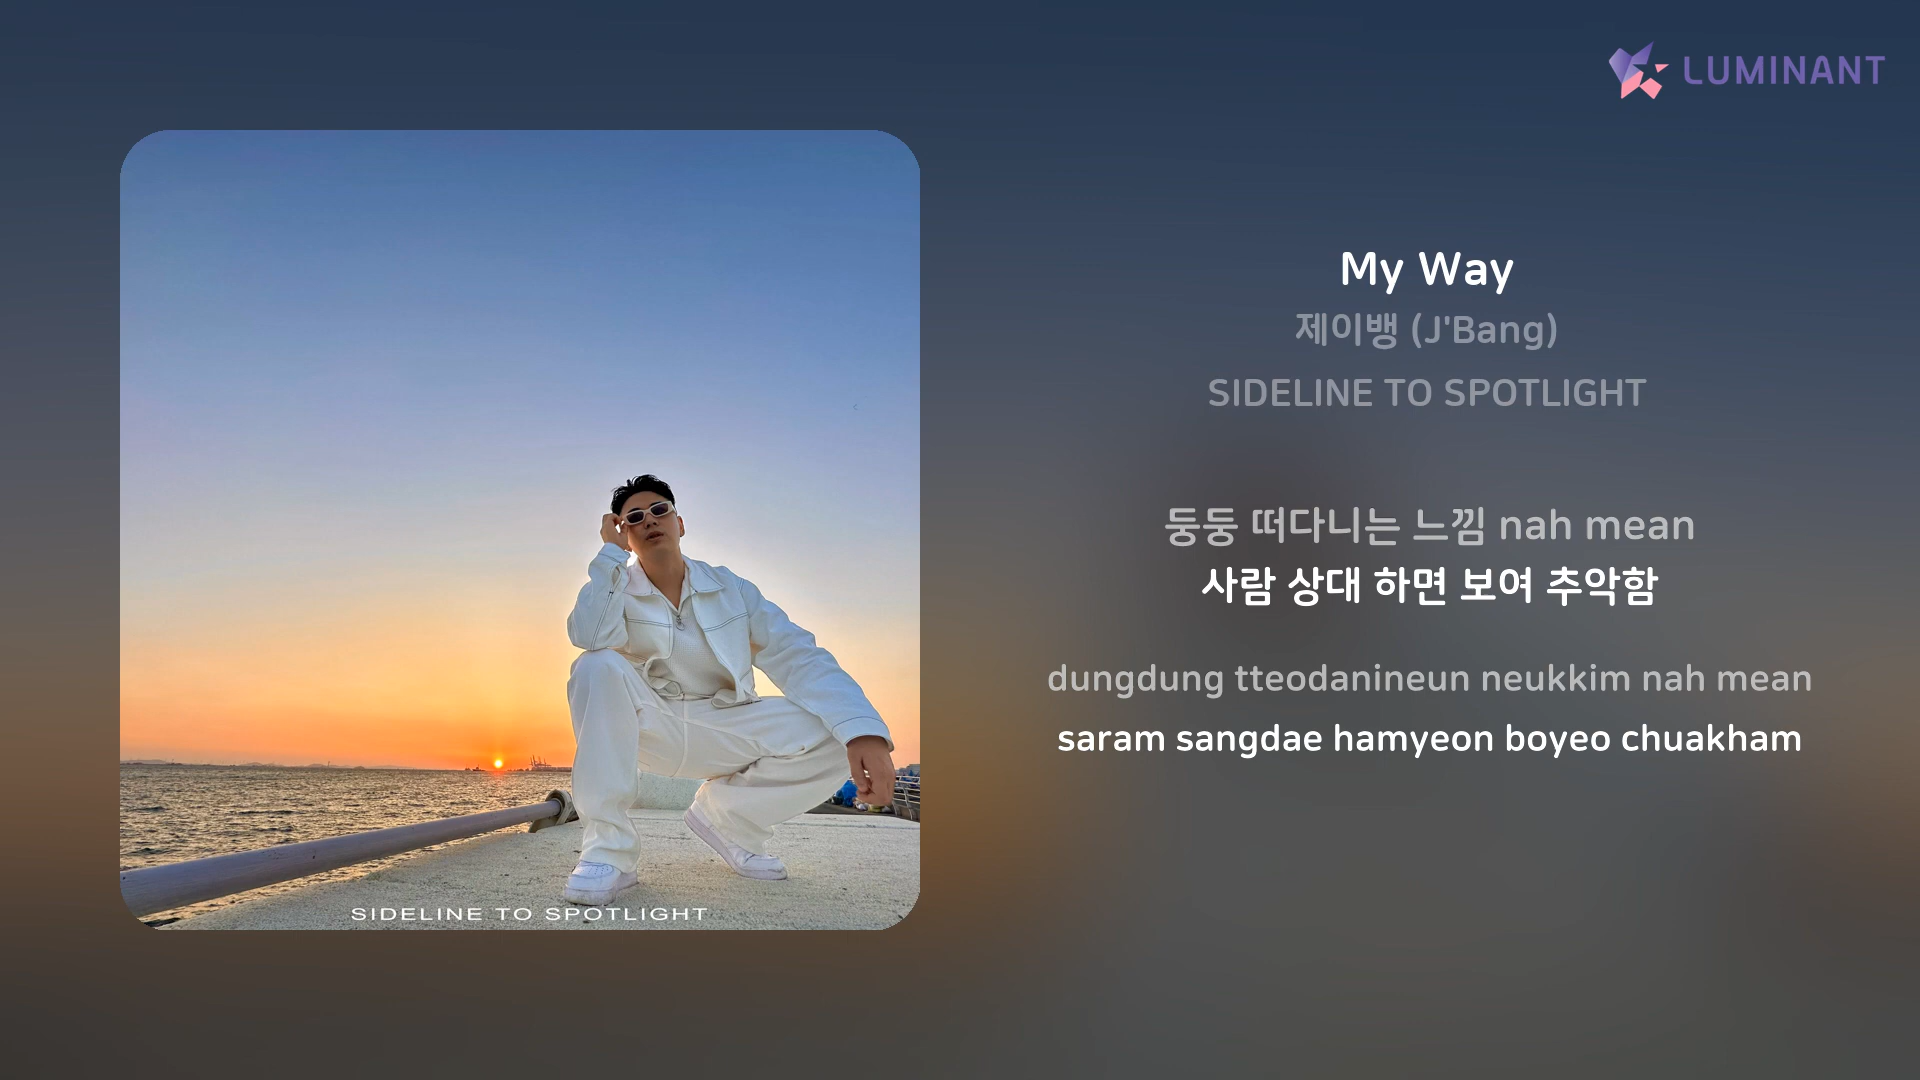 LUMINANT
My Way
제이뱅 (J'Bang)
SIDELINE TO SPOTLIGHT
둥둥 떠다니는 느낌 nah mean
사람 상대 하면 보여 추악함
dungdung tteodanineun neukkim nah mean
saram sangdae hamyeon boyeo chuakham
SIDELINE TO SPOTLIGHT